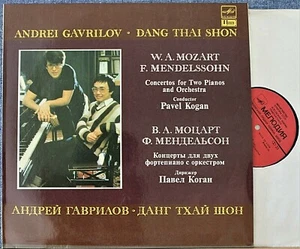 ANDREI GAVRILOV · DANG THAI SHON
W. A. MOZART
F. MENDELSSOHN
Concertos for Two Pianos
and Orchestra
Conductor
Pavel Kogan
В. А. МОЦАРТ
Ф. МЕНДЕЛЬСОН
Концерты для двух
фортепиано с оркестром
Дирижер
Павел Коган
АНДРЕЙ ГАВРИЛОВ · ДАНГ ТХАЙ ШОН
МЕЛОДИЯ